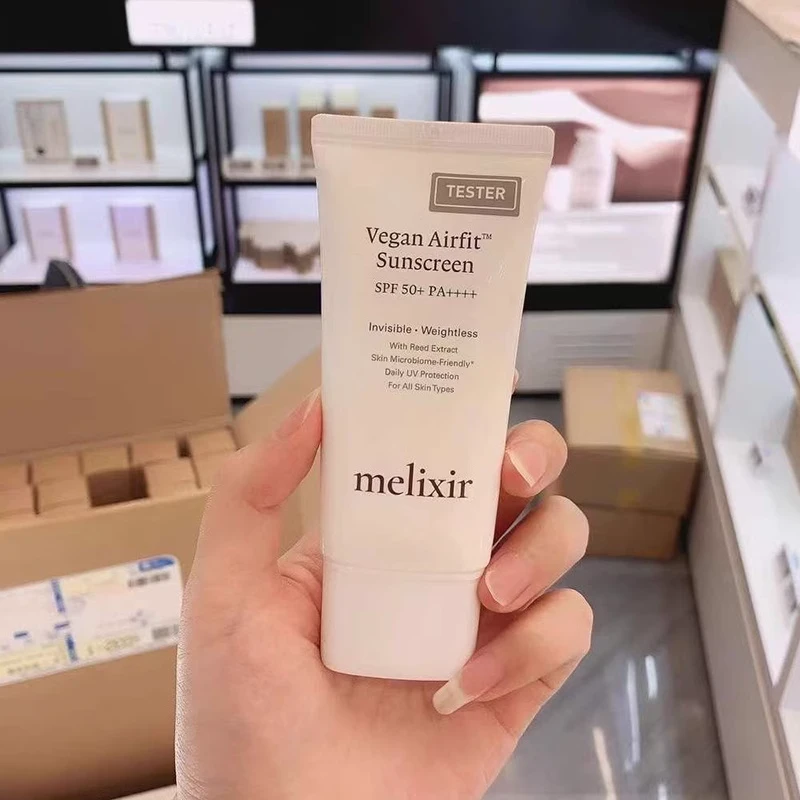 TESTER
Vegan Airfit™
Sunscreen
SPF 50+ PA++++
Invisible · Weightless
With Reed Extract
Skin Microbiome-Friendly*
Daily UV Protection
For All Skin Types
melixir